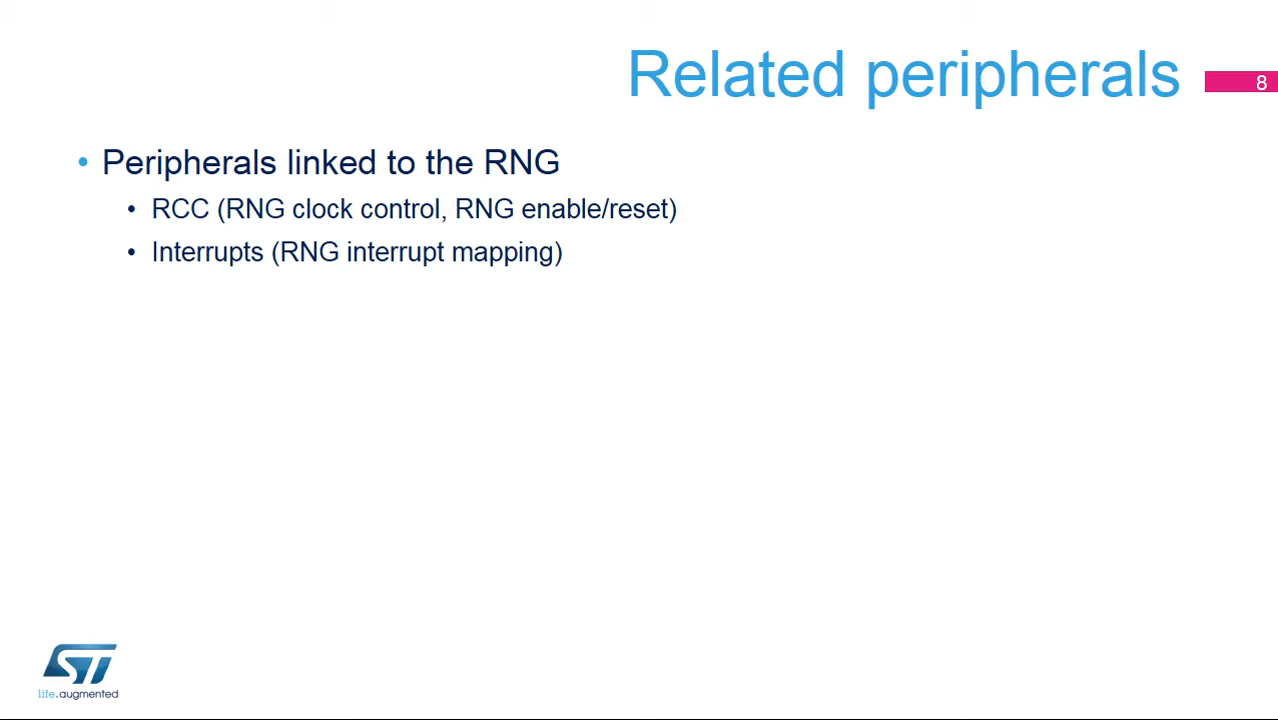 Related peripherals
8
• Peripherals linked to the RNG
• RCC (RNG clock control, RNG enable/reset)
• Interrupts (RNG interrupt mapping)
ST
life.augmented